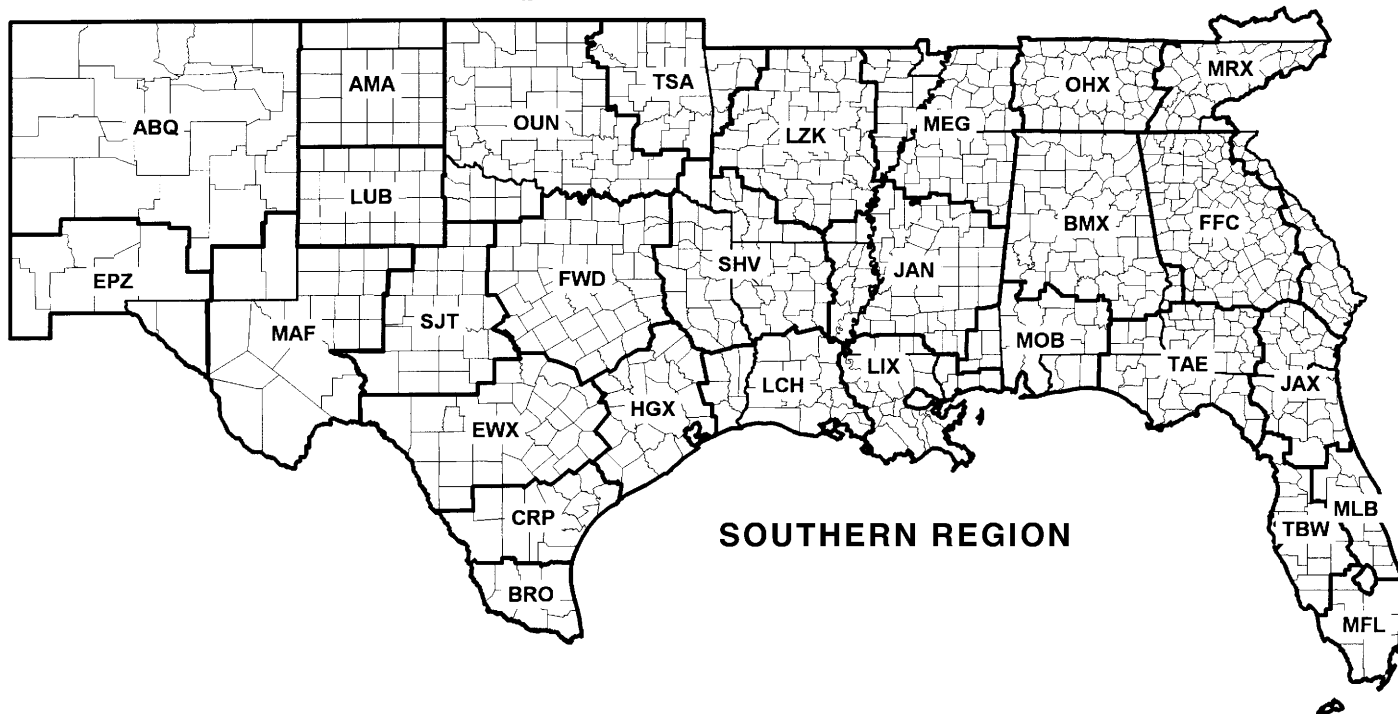 ABQ
AMA
OUN
TSA
LZK
MEG
OHX
MRX
LUB
BMX
FFC
EPZ
MAF
SJT
FWD
SHV
JAN
MOB
TAE
JAX
EWX
HGX
LCH
LIX
CRP
BRO
SOUTHERN REGION
MLB
TBW
MFL